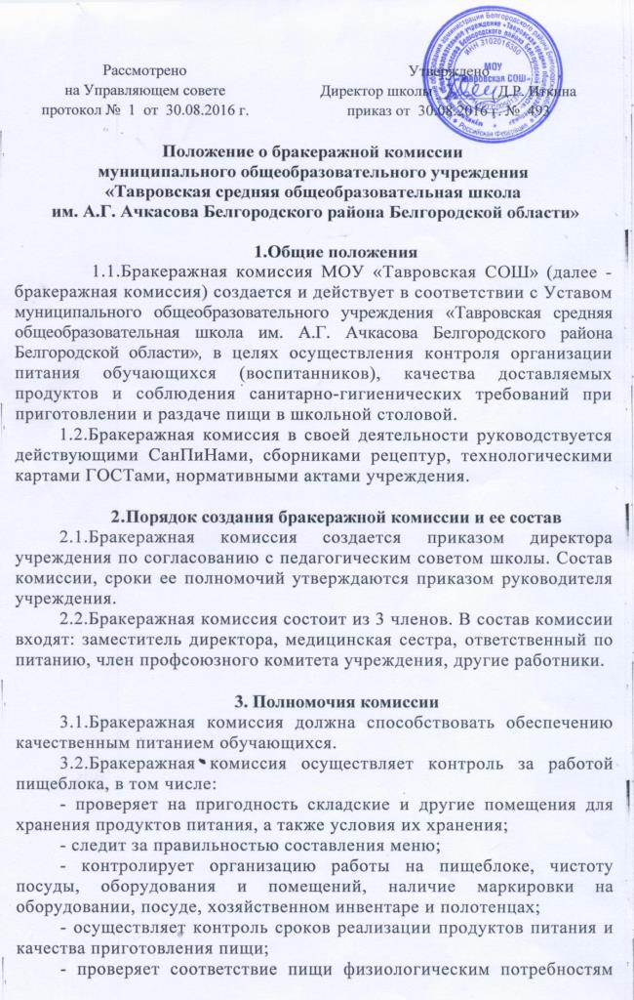 Рассмотрено
на Управляющем совете
протокол № 1 от 30.08.2016 г.
Утверждено
Директор школы Д.Р. Иткина
приказ от 30.08.2016 г. № 493
ИНН 3102016350
МОУ
«Тавровская СОШ»
Российская Федерация
Положение о бракеражной комиссии
муниципального общеобразовательного учреждения
«Тавровская средняя общеобразовательная школа
им. А.Г. Ачкасова Белгородского района Белгородской области»
1.Общие положения
1.1.Бракеражная комиссия МОУ «Тавровская СОШ» (далее -
бракеражная комиссия) создается и действует в соответствии с Уставом
муниципального общеобразовательного учреждения «Тавровская средняя
общеобразовательная школа им. А.Г. Ачкасова Белгородского района
Белгородской области», в целях осуществления контроля организации
питания обучающихся (воспитанников), качества доставляемых
продуктов и соблюдения санитарно-гигиенических требований при
приготовлении и раздаче пищи в школьной столовой.
1.2.Бракеражная комиссия в своей деятельности руководствуется
действующими СанПиНами, сборниками рецептур, технологическими
картами ГОСТами, нормативными актами учреждения.
2.Порядок создания бракеражной комиссии и ее состав
2.1.Бракеражная комиссия создается приказом директора
учреждения по согласованию с педагогическим советом школы. Состав
комиссии, сроки ее полномочий утверждаются приказом руководителя
учреждения.
2.2.Бракеражная комиссия состоит из 3 членов. В состав комиссии
входят: заместитель директора, медицинская сестра, ответственный по
питанию, член профсоюзного комитета учреждения, другие работники.
3. Полномочия комиссии
3.1.Бракеражная комиссия должна способствовать обеспечению
качественным питанием обучающихся.
3.2.Бракеражная комиссия осуществляет контроль за работой
пищеблока, в том числе:
- проверяет на пригодность складские и другие помещения для
хранения продуктов питания, а также условия их хранения;
- следит за правильностью составления меню;
- контролирует организацию работы на пищеблоке, чистоту
посуды, оборудования и помещений, наличие маркировки на
оборудовании, посуде, хозяйственном инвентаре и полотенцах;
- осуществляет контроль сроков реализации продуктов питания и
качества приготовления пищи;
- проверяет соответствие пищи физиологическим потребностям